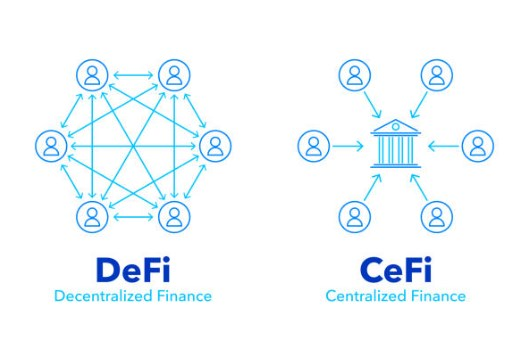 DeFi
Decentralized Finance
CeFi
Centralized Finance